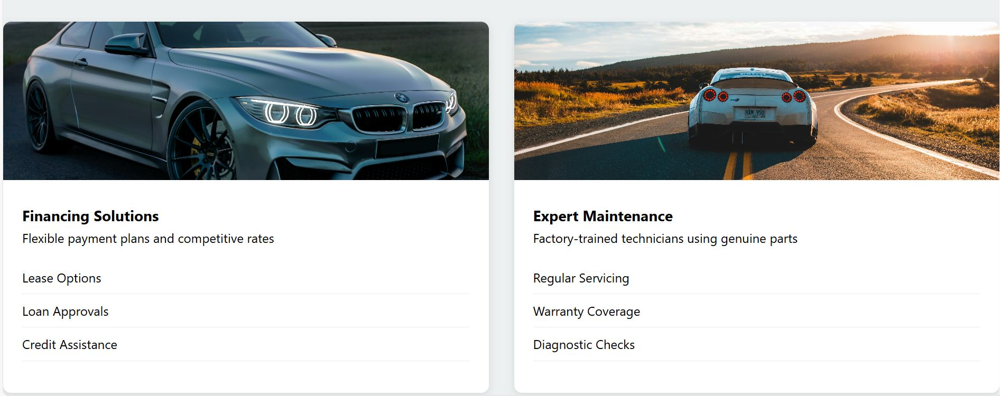 HXM 950
Financing Solutions
Flexible payment plans and competitive rates
Lease Options
Loan Approvals
Credit Assistance
Expert Maintenance
Factory-trained technicians using genuine parts
Regular Servicing
Warranty Coverage
Diagnostic Checks